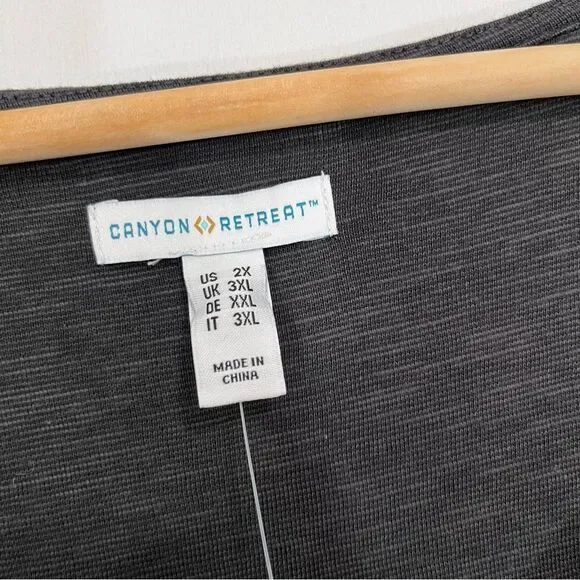 CANYON RETREAT™
US 2X
UK 3XL
DE XXL
IT 3XL
MADE IN
CHINA